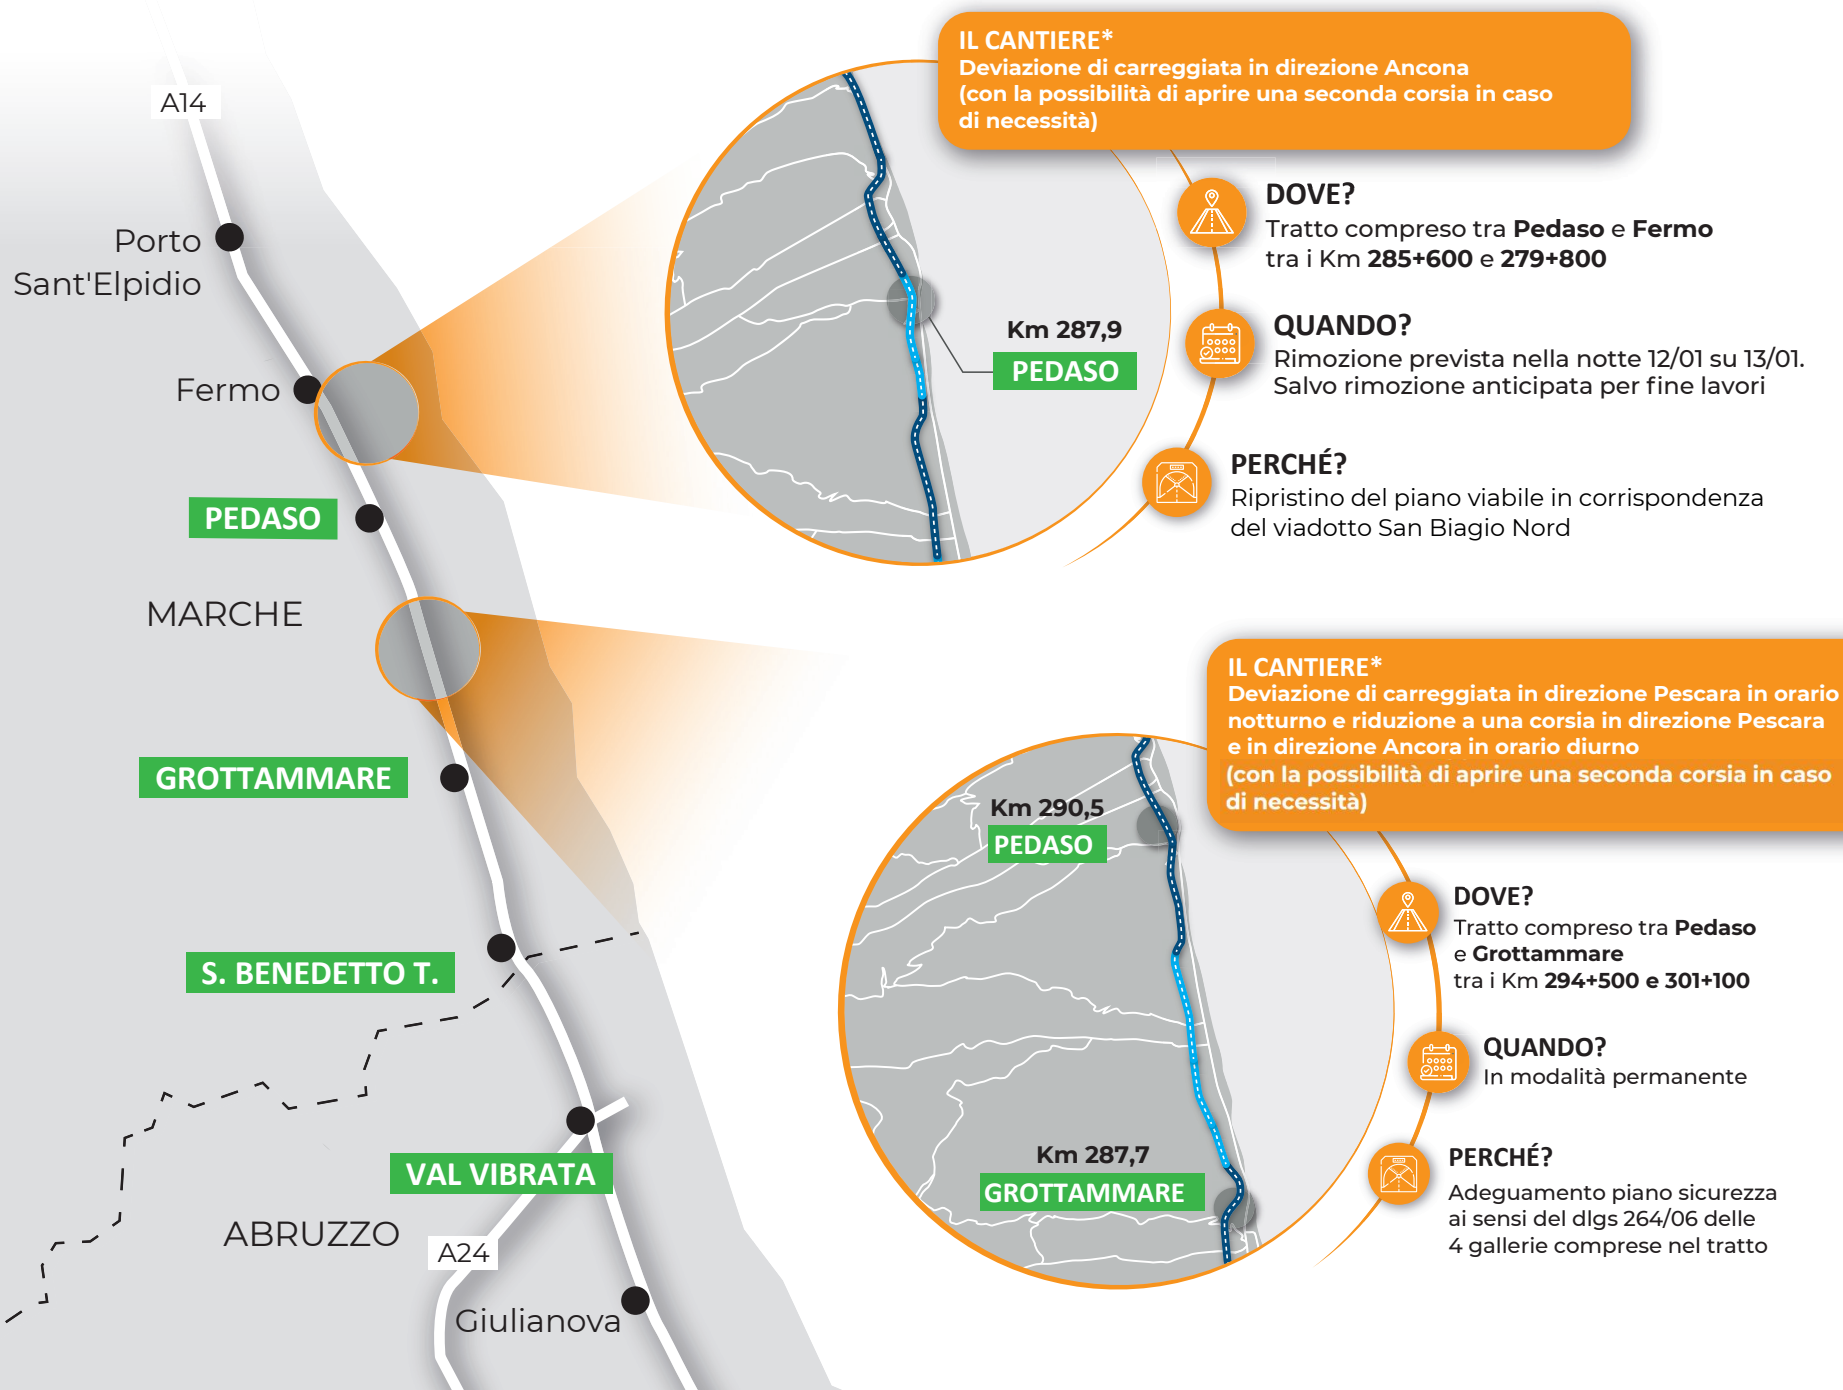 A14
Porto
Sant'Elpidio
Fermo
PEDASO
MARCHE
GROTTAMMARE
S. BENEDETTO T.
VAL VIBRATA
ABRUZZO
A24
Giulianova
IL CANTIERE*
Deviazione di carreggiata in direzione Ancona
(con la possibilità di aprire una seconda corsia in caso
di necessità)
Km 287,9
PEDASO
DOVE?
Tratto compreso tra Pedaso e Fermo
tra i Km 285+600 e 279+800
QUANDO?
Rimozione prevista nella notte 12/01 su 13/01.
Salvo rimozione anticipata per fine lavori
PERCHÉ?
Ripristino del piano viabile in corrispondenza
del viadotto San Biagio Nord
IL CANTIERE*
Deviazione di carreggiata in direzione Pescara in orario
notturno e riduzione a una corsia in direzione Pescara
e in direzione Ancora in orario diurno
(con la possibilità di aprire una seconda corsia in caso
di necessità)
Km 290,5
PEDASO
Km 287,7
GROTTAMMARE
DOVE?
Tratto compreso tra Pedaso
e Grottammare
tra i Km 294+500 e 301+100
QUANDO?
In modalità permanente
PERCHÉ?
Adeguamento piano sicurezza
ai sensi del dlgs 264/06 delle
4 gallerie comprese nel tratto